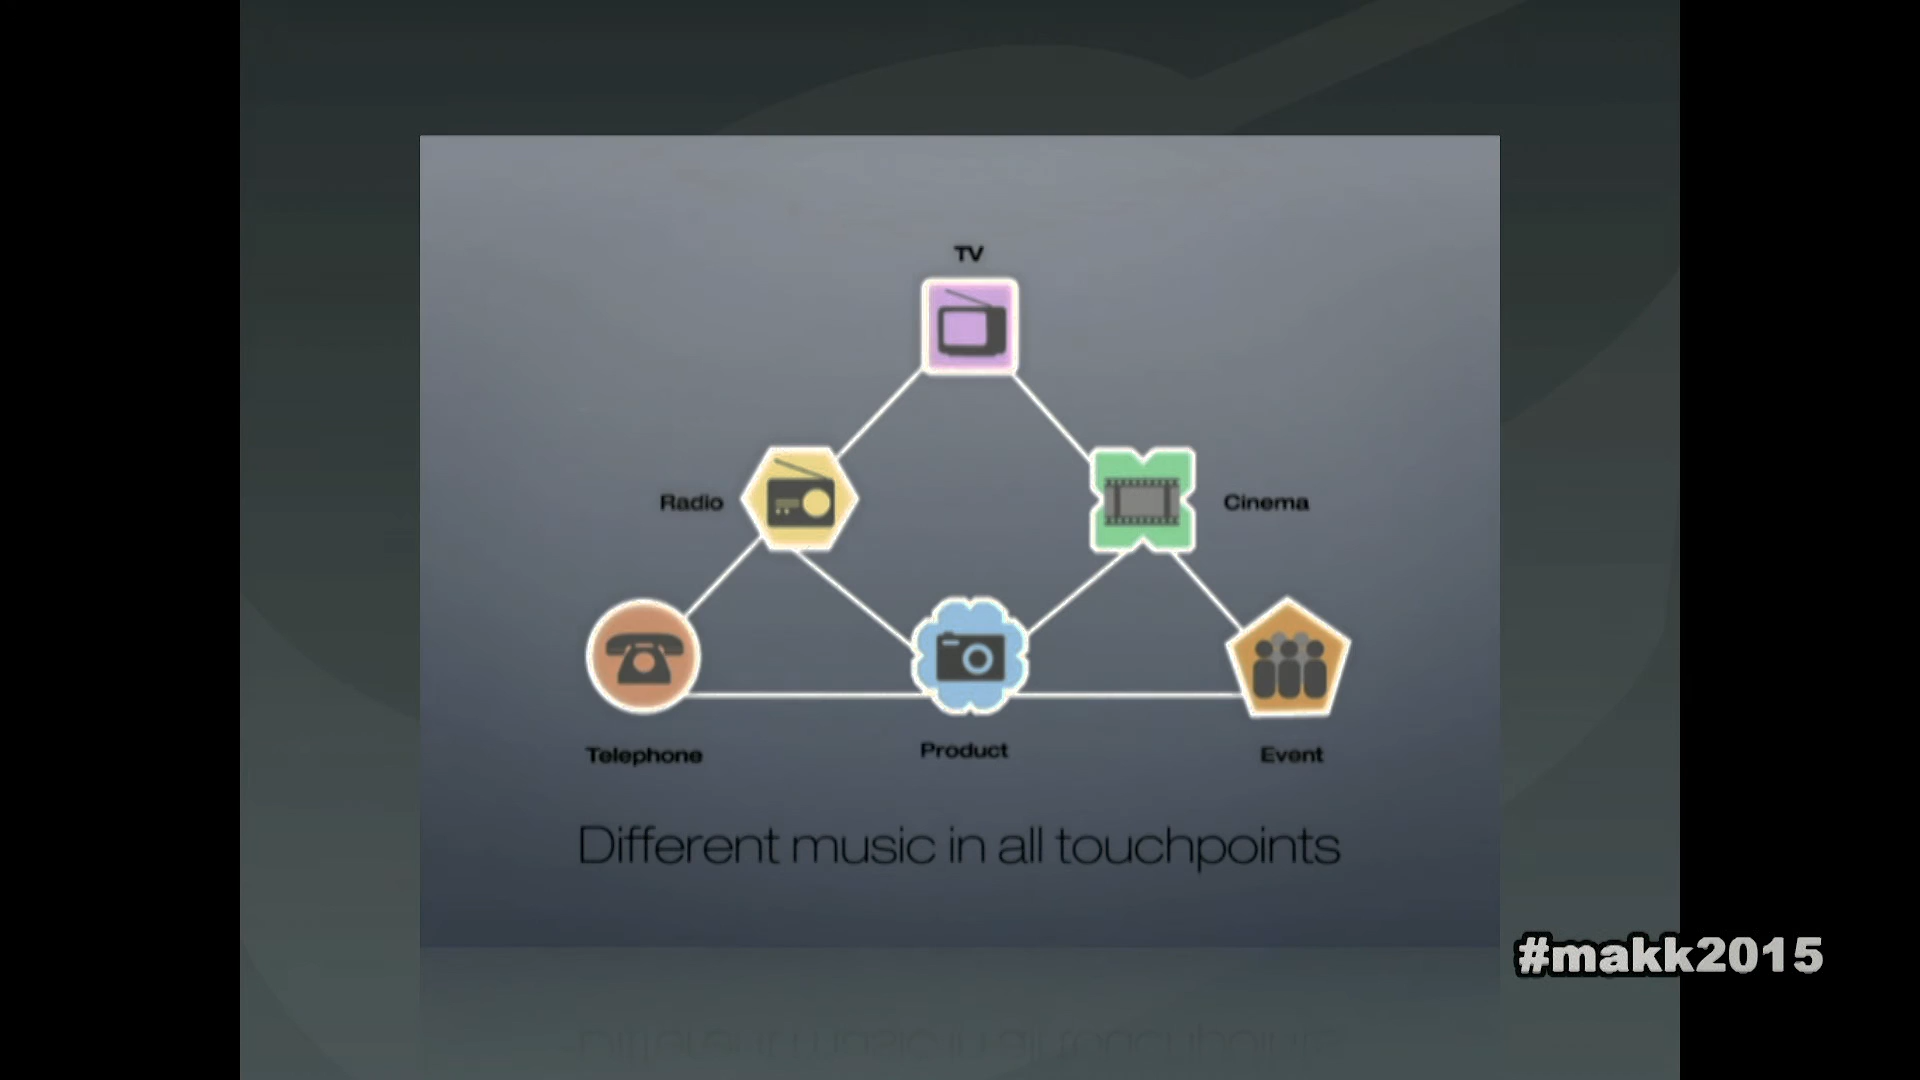 TV
Radio
Cinema
Telephone
Product
Event
Different music in all touchpoints
#makk2015